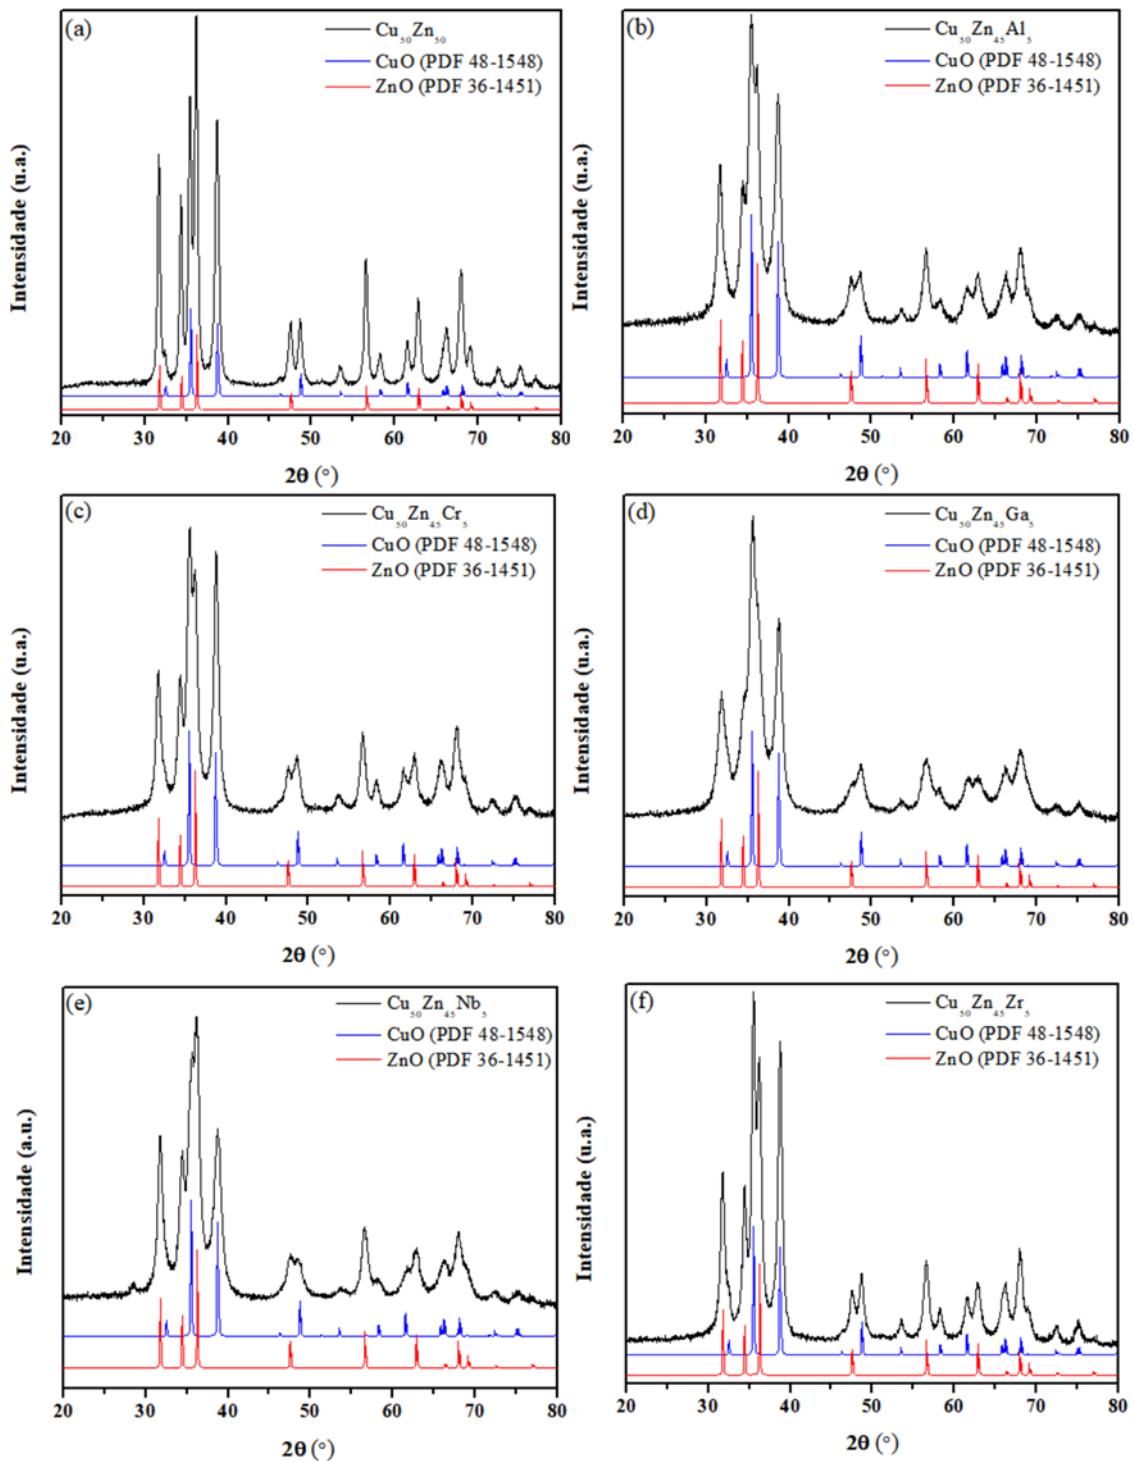 (a)
Cu₅₀Zn₅₀
CuO (PDF 48-1548)
ZnO (PDF 36-1451)
Intensidade (u.a.)
20 30 40 50 60 70 80
2θ (°)
(b)
Cu₅₀Zn₄₅Al₅
CuO (PDF 48-1548)
ZnO (PDF 36-1451)
Intensidade (u.a.)
20 30 40 50 60 70 80
2θ (°)
(c)
Cu₅₀Zn₄₅Cr₅
CuO (PDF 48-1548)
ZnO (PDF 36-1451)
Intensidade (u.a.)
20 30 40 50 60 70 80
2θ (°)
(d)
Cu₅₀Zn₄₅Ga₅
CuO (PDF 48-1548)
ZnO (PDF 36-1451)
Intensidade (u.a.)
20 30 40 50 60 70 80
2θ (°)
(e)
Cu₅₀Zn₄₅Nb₅
CuO (PDF 48-1548)
ZnO (PDF 36-1451)
Intensidade (a.u.)
20 30 40 50 60 70 80
2θ (°)
(f)
Cu₅₀Zn₄₅Zr₅
CuO (PDF 48-1548)
ZnO (PDF 36-1451)
Intensidade (u.a.)
20 30 40 50 60 70 80
2θ (°)